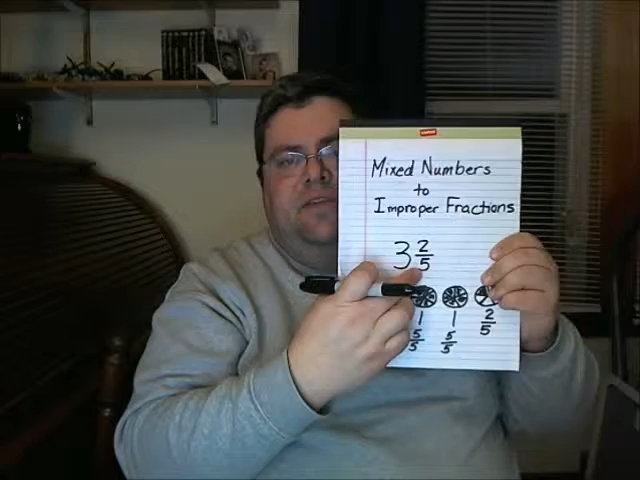 Mixed Numbers
to
Improper Fractions
3 2/5
1 1 2/5
5/5 5/5